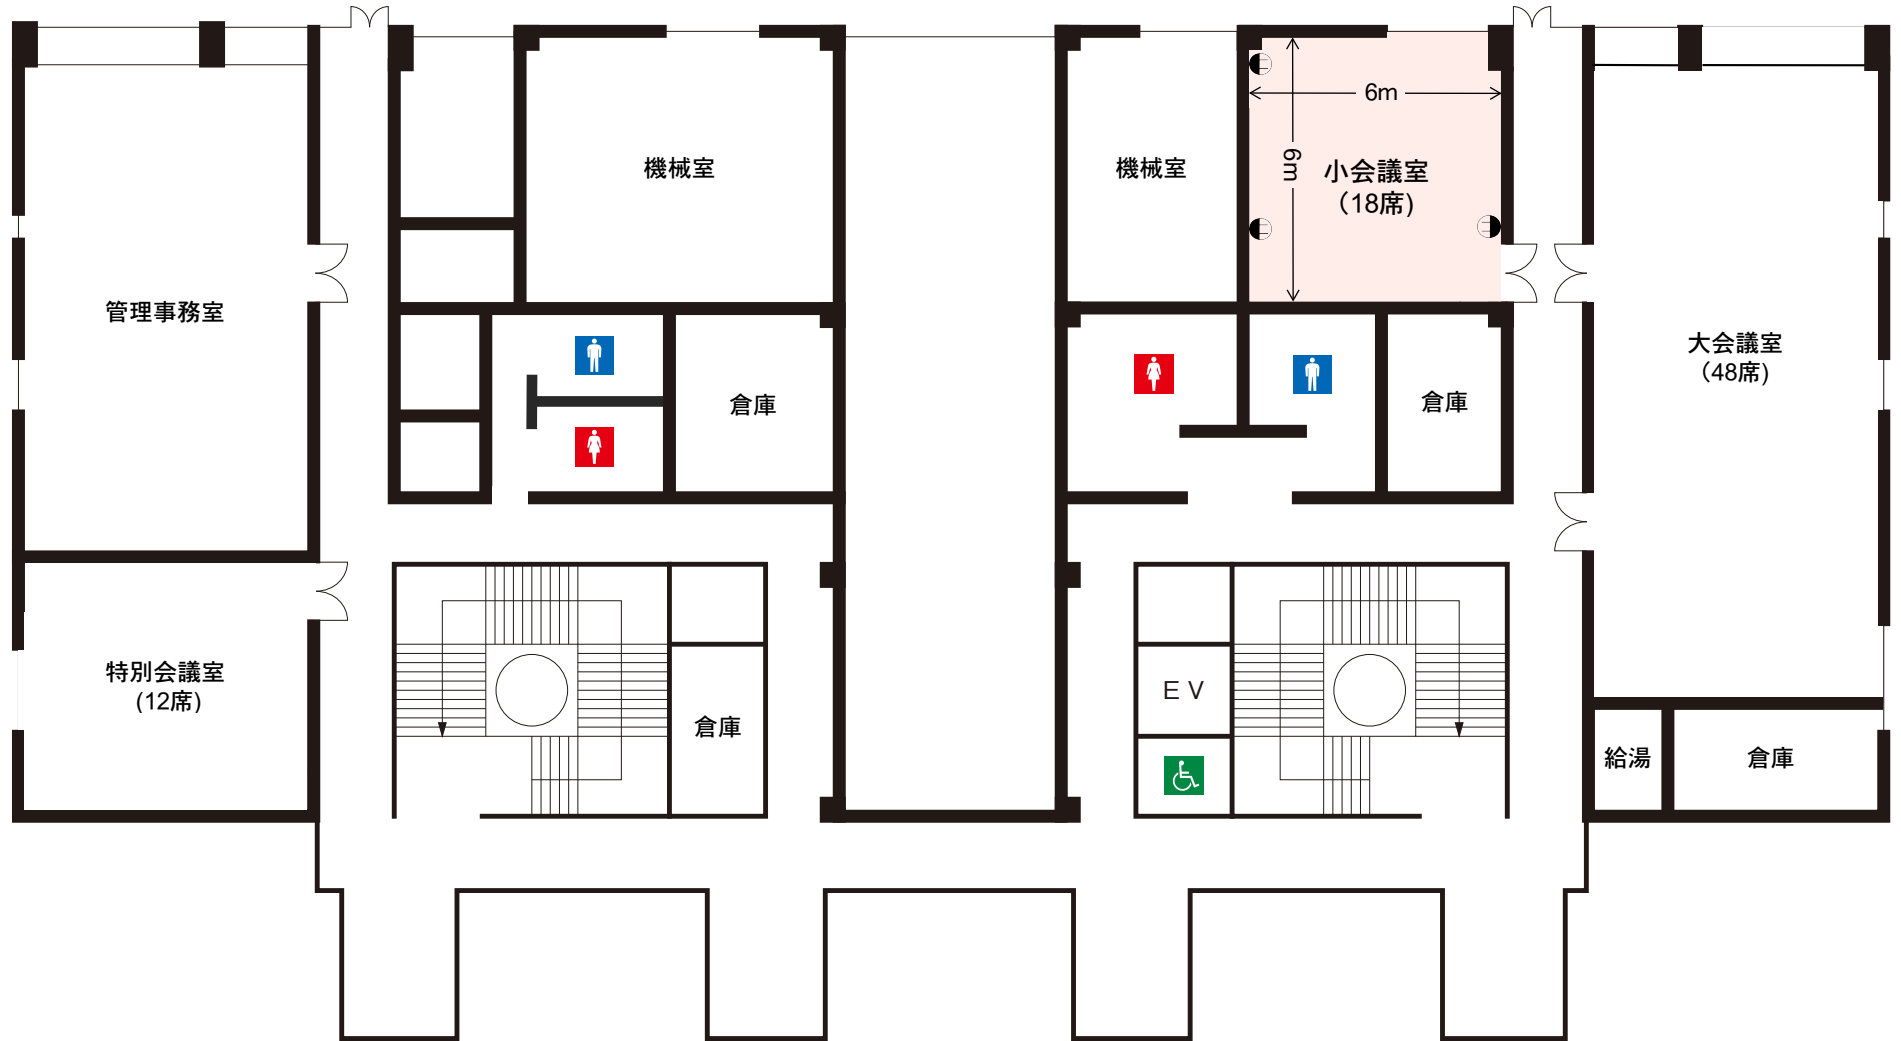 6m
6m
機械室
機械室
小会議室
（18席)
管理事務室
大会議室
（48席)
倉庫
倉庫
特別会議室
(12席)
ＥＶ
倉庫
給湯
倉庫